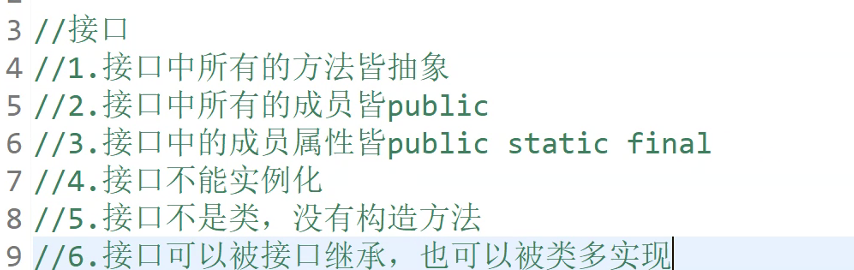 3 //接口
4 //1.接口中所有的方法皆抽象
5 //2.接口中所有的成员皆public
6 //3.接口中的成员属性皆public static final
7 //4.接口不能实例化
8 //5.接口不是类，没有构造方法
9 //6.接口可以被接口继承，也可以被类多实现